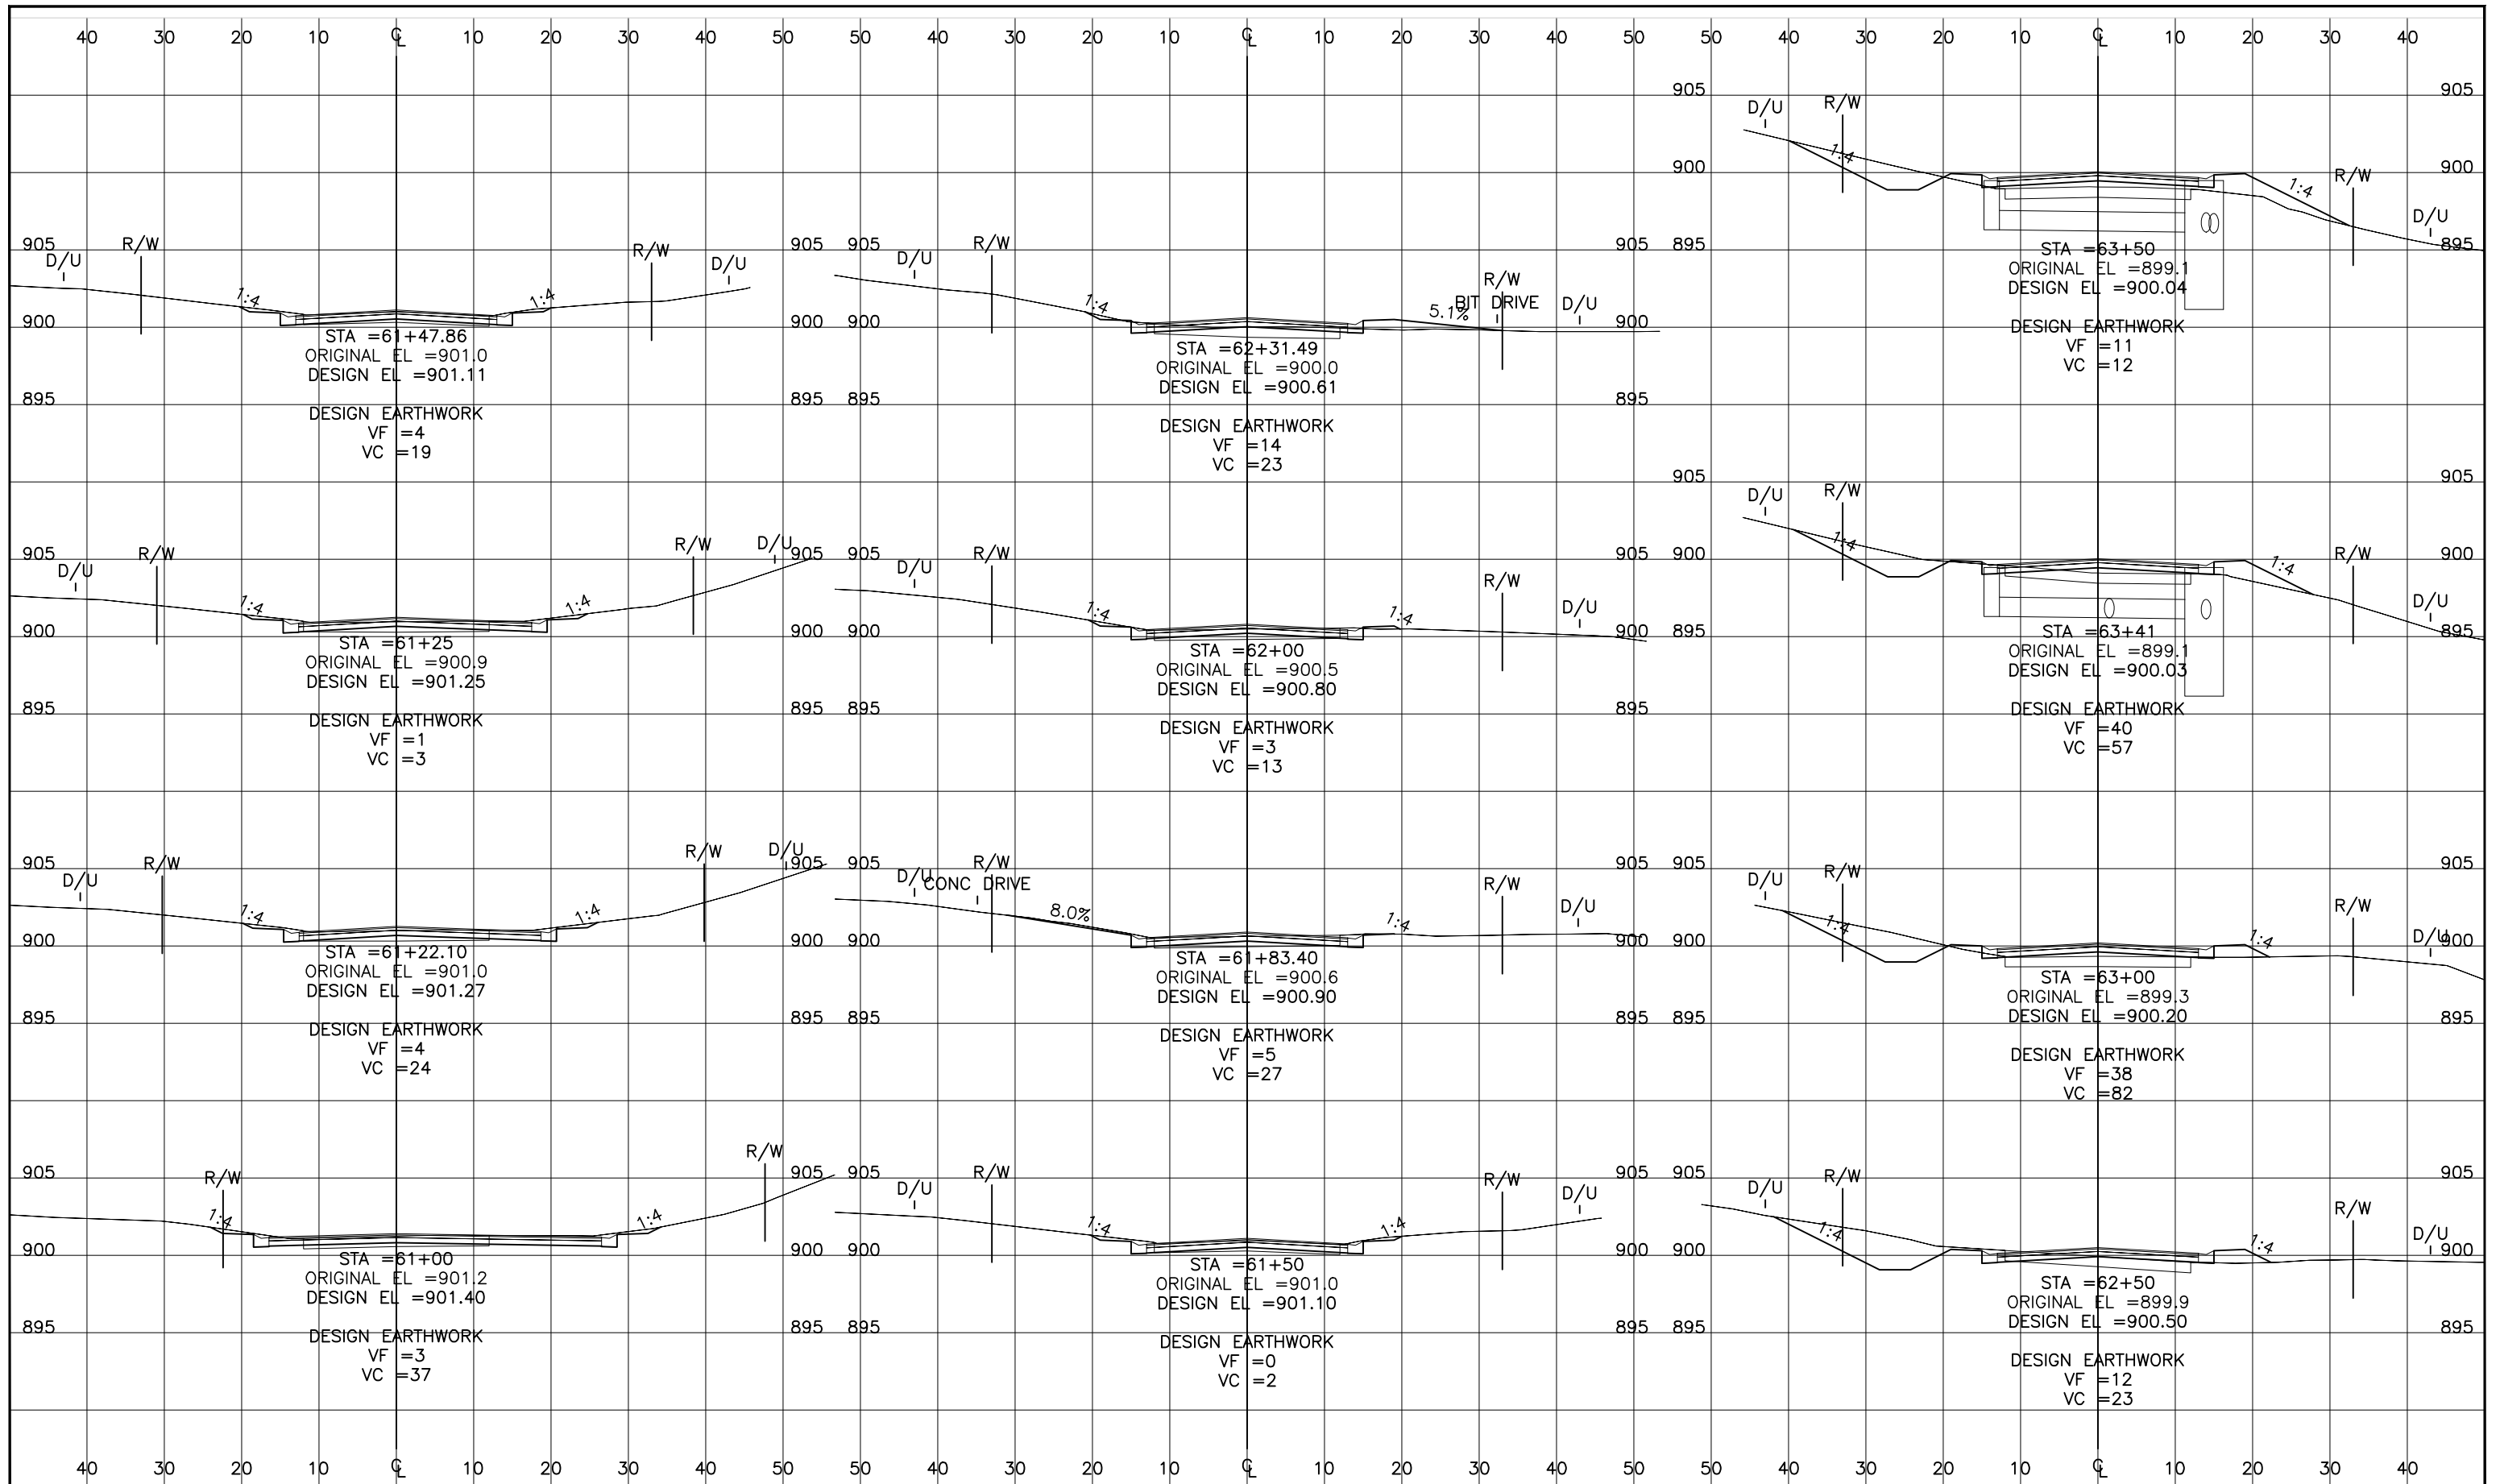 40 30 20 10 CL 10 20 30 40 50 40 30 20 10 CL 10 20 30 40 50 40 30 20 10 CL 10 20 30 40
905 905
D/U R/W
1:4
900 900
1:4 R/W
D/U
895 895
STA =63+50
ORIGINAL EL =899.1
DESIGN EL =900.04
DESIGN EARTHWORK
VF =11
VC =12
905 905
R/W R/W
D/U D/U
1:4 1:4
900
STA =61+47.86
ORIGINAL EL =901.0
DESIGN EL =901.11
895 895
DESIGN EARTHWORK
VF =4
VC =19
905 905
R/W
D/U
1:4
R/W
BIT DRIVE
D/U
5.1%
900
STA =62+31.49
ORIGINAL EL =900.0
DESIGN EL =900.61
895 895
DESIGN EARTHWORK
VF =14
VC =23
905 905
R/W
D/U
1:4
900
1:4
R/W
D/U
895
STA =63+41
ORIGINAL EL =899.1
DESIGN EL =900.03
DESIGN EARTHWORK
VF =40
VC =57
905 905
R/W R/W
D/U D/U
1:4 1:4
900
STA =61+25
ORIGINAL EL =900.9
DESIGN EL =901.25
895 895
DESIGN EARTHWORK
VF =1
VC =3
905 905
R/W R/W
D/U D/U
1:4 1:4
900
STA =62+00
ORIGINAL EL =900.5
DESIGN EL =900.80
895 895
DESIGN EARTHWORK
VF =3
VC =13
905 905
R/W R/W
D/U D/U
1:4 1:4
900 900
STA =63+00
ORIGINAL EL =899.3
DESIGN EL =900.20
895 895
DESIGN EARTHWORK
VF =38
VC =82
905 905
R/W R/W
D/U D/U
1:4 1:4
900
STA =61+22.10
ORIGINAL EL =901.0
DESIGN EL =901.27
895 895
DESIGN EARTHWORK
VF =4
VC =24
905 905
R/W R/W
D/U D/U
CONC DRIVE
8.0% 1:4
900
STA =61+83.40
ORIGINAL EL =900.6
DESIGN EL =900.90
895 895
DESIGN EARTHWORK
VF =5
VC =27
905 905
R/W R/W
1:4 1:4
900 900
STA =61+00
ORIGINAL EL =901.2
DESIGN EL =901.40
895 895
DESIGN EARTHWORK
VF =3
VC =37
905 905
R/W R/W
D/U D/U
1:4 1:4
900
STA =61+50
ORIGINAL EL =901.0
DESIGN EL =901.10
895 895
DESIGN EARTHWORK
VF =0
VC =2
905 905
R/W R/W
D/U D/U
1:4 1:4
900 900
STA =62+50
ORIGINAL EL =899.9
DESIGN EL =900.50
895 895
DESIGN EARTHWORK
VF =12
VC =23
40 30 20 10 CL 10 20 30 40 50 40 30 20 10 CL 10 20 30 40 50 40 30 20 10 CL 10 20 30 40